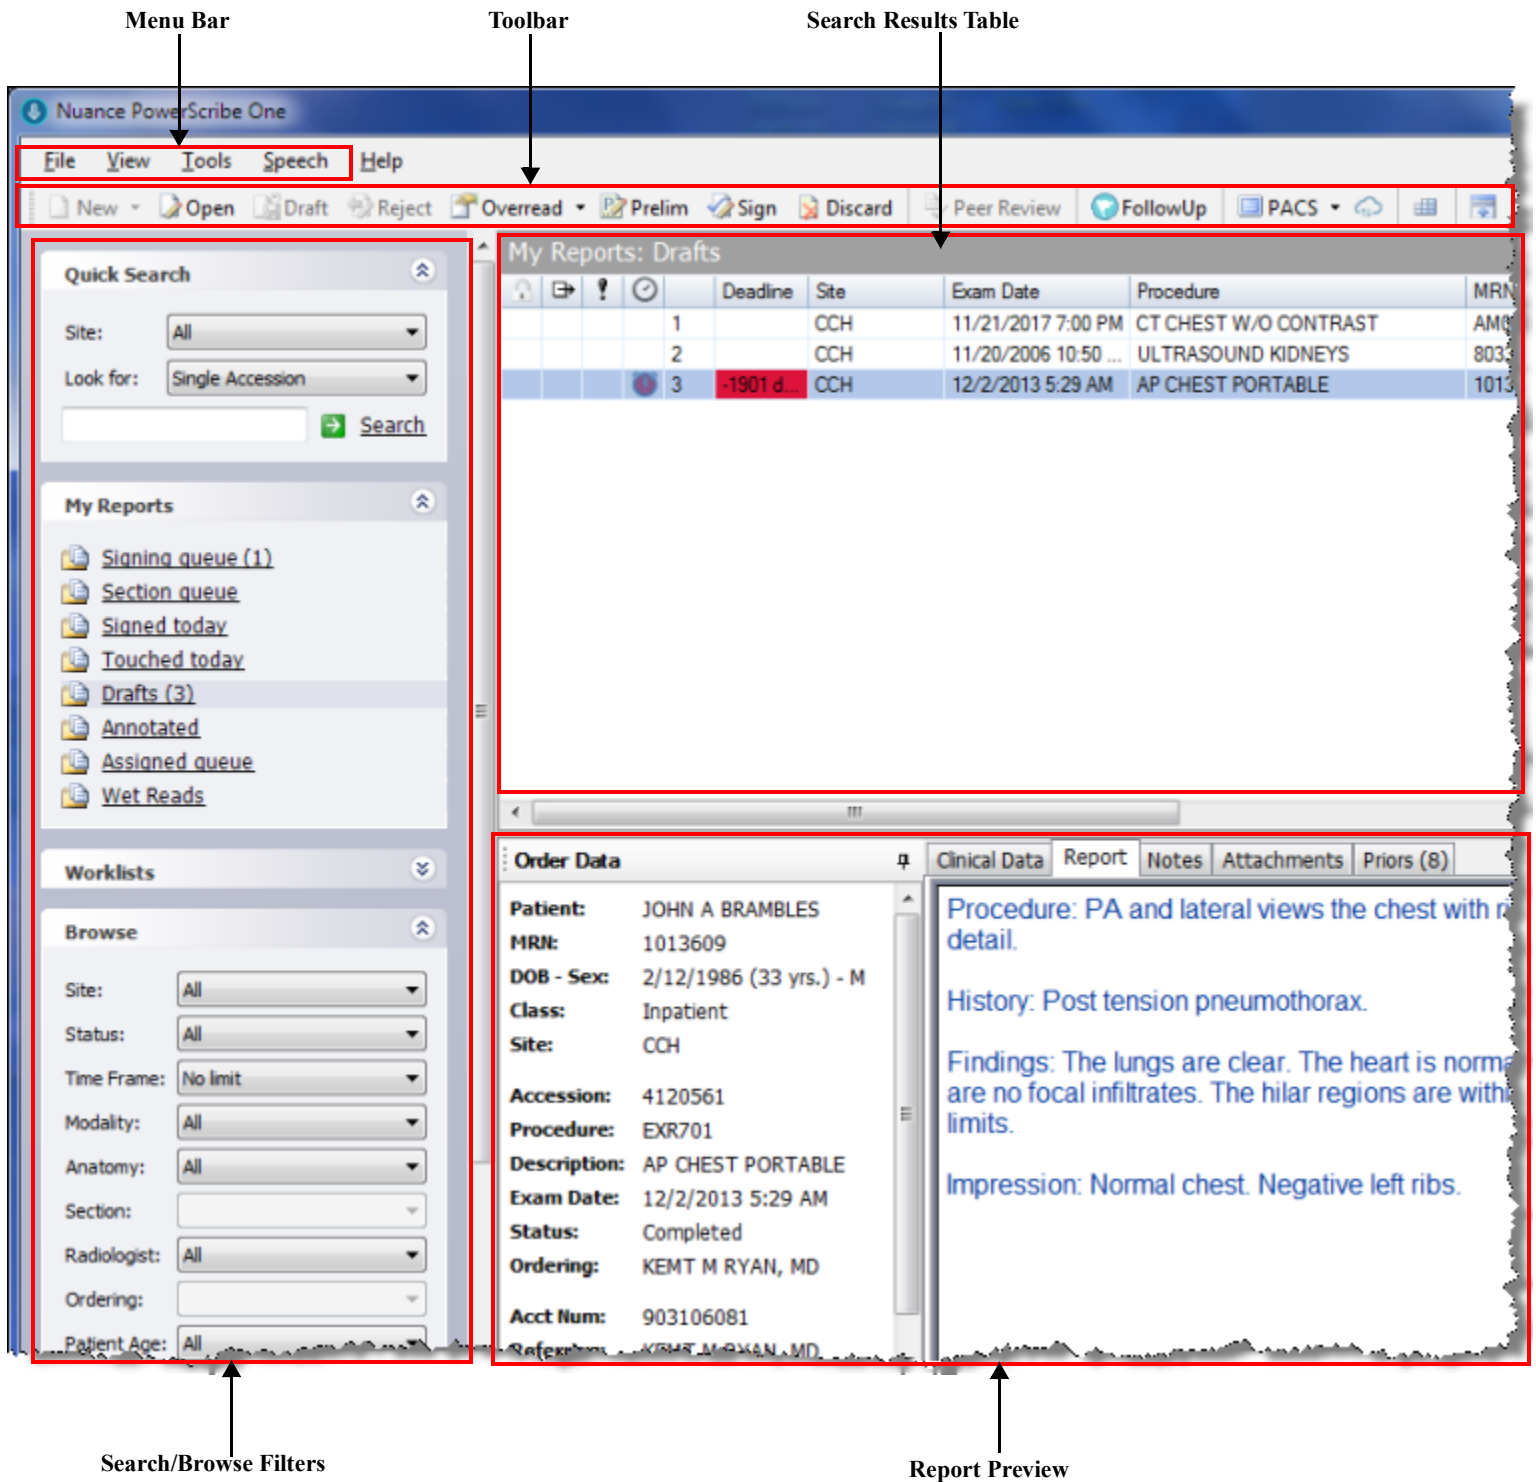 Menu Bar
Toolbar
Search Results Table
Nuance PowerScribe One
File View Tools Speech Help
New Open Draft Reject Overread Prelim Sign Discard Peer Review FollowUp PACS
Quick Search
Site: All
Look for: Single Accession
Search
My Reports
Signing queue (1)
Section queue
Signed today
Touched today
Drafts (3)
Annotated
Assigned queue
Wet Reads
Worklists
Browse
Site: All
Status: All
Time Frame: No limit
Modality: All
Anatomy: All
Section:
Radiologist: All
Ordering:
Patient Age: All
My Reports: Drafts
Deadline Site Exam Date Procedure MRN
1 CCH 11/21/2017 7:00 PM CT CHEST W/O CONTRAST
2 CCH 11/20/2006 10:50 ... ULTRASOUND KIDNEYS 8033
3 -1901 d... CCH 12/2/2013 5:29 AM AP CHEST PORTABLE 1013
Order Data
Patient: JOHN A BRAMBLES
MRN: 1013609
DOB - Sex: 2/12/1986 (33 yrs.) - M
Class: Inpatient
Site: CCH
Accession: 4120561
Procedure: EXR701
Description: AP CHEST PORTABLE
Exam Date: 12/2/2013 5:29 AM
Status: Completed
Ordering: KEMT M RYAN, MD
Acct Num: 903106081
KEMT M RYAN, MD
Clinical Data Report Notes Attachments Priors (8)
Procedure: PA and lateral views the chest with
detail.
History: Post tension pneumothorax.
Findings: The lungs are clear. The heart is
are no focal infiltrates. The hilar regions are
limits.
Impression: Normal chest. Negative left ribs.
Search/Browse Filters
Report Preview